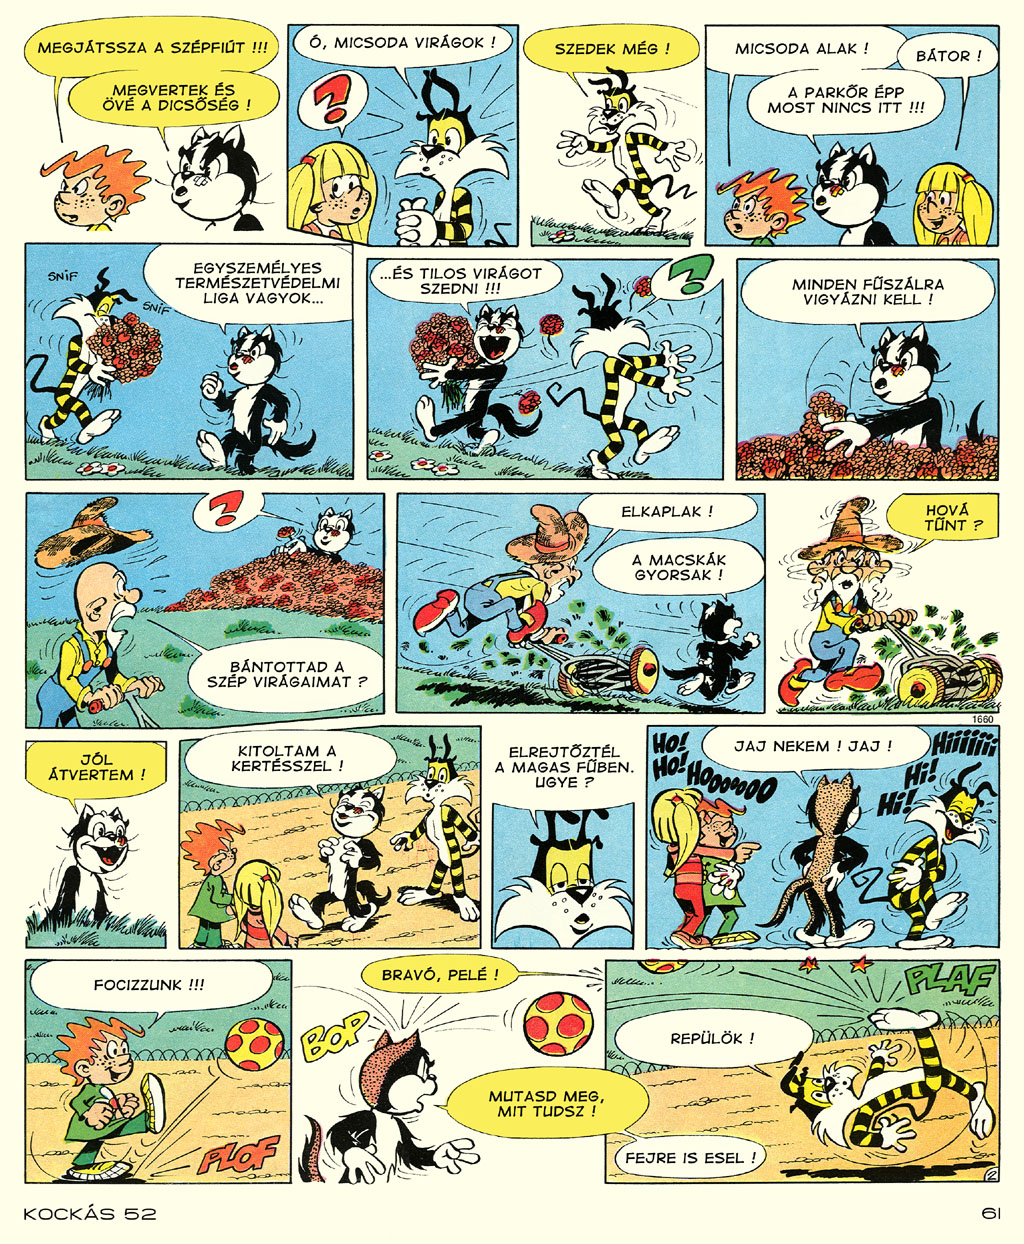 MEGJÁTSSZA A SZÉPFIÚT !!!
MEGVERTEK ÉS
ÖVÉ A DICSŐSÉG !
Ó, MICSODA VIRÁGOK !
?
SZEDEK MÉG !
MICSODA ALAK !
BÁTOR !
A PARKŐR ÉPP
MOST NINCS ITT !!!
SNIF
SNIF
EGYSZEMÉLYES
TERMÉSZETVÉDELMI
LIGA VAGYOK...
...ÉS TILOS VIRÁGOT
SZEDNI !!!
?
MINDEN FŰSZÁLRA
VIGYÁZNI KELL !
?
BÁNTOTTAD A
SZÉP VIRÁGAIMAT ?
ELKAPLAK !
A MACSKÁK
GYORSAK !
HOVÁ
TŰNT ?
1660
JÓL
ÁTVERTEM !
KITOLTAM A
KERTÉSSZEL !
ELREJTŐZTÉL
A MAGAS FŰBEN.
UGYE ?
HO!
HO!
HOOOOOOO
JAJ NEKEM ! JAJ !
HiiiiiiI
Hi!
Hi!
FOCIZZUNK !!!
PLOF
BRAVÓ, PELÉ !
BOP
MUTASD MEG,
MIT TUDSZ !
PLAF
REPÜLÖK !
FEJRE IS ESEL !
2
KOCKÁS 52
61